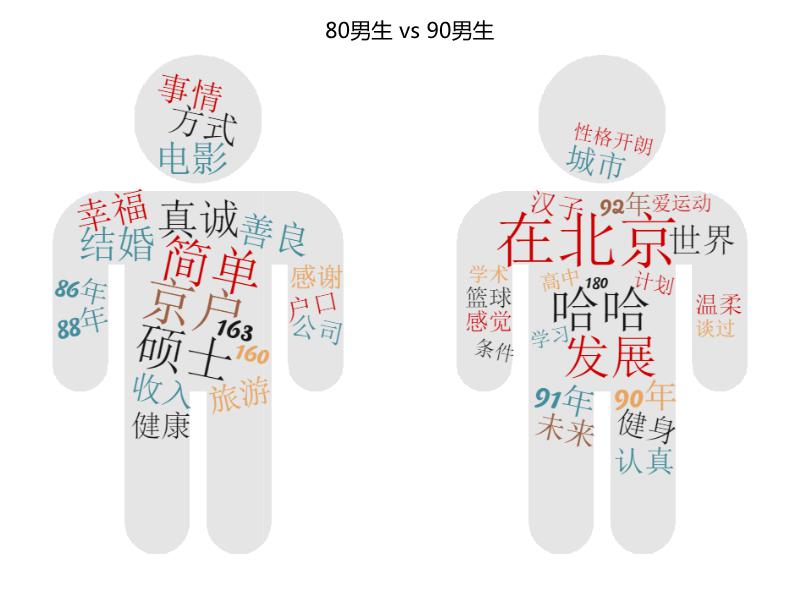 80男生 vs 90男生
事情
方式
电影
幸福
真诚
善良
结婚
简单
感谢
86年
京户
户口
88年
163
公司
硕士
160
收入
旅游
健康
性格开朗
城市
汉子
92年
爱运动
在北京
世界
学术
高中
180
计划
篮球
哈哈
温柔
感觉
谈过
学习
条件
发展
91年
90年
未来
健身
认真